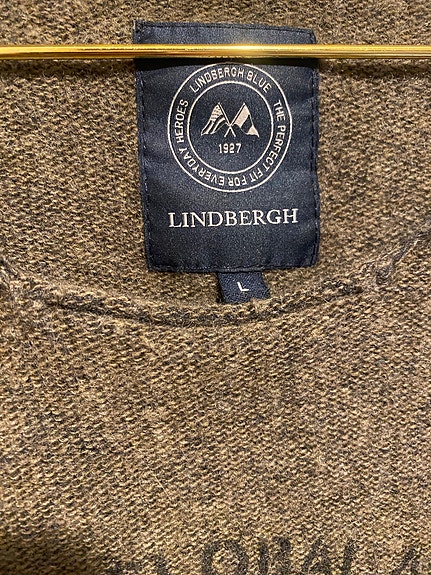 LINDBERGH BLUE THE PERFECT FIT FOR EVERYDAY HEROES
1927
LINDBERGH
L